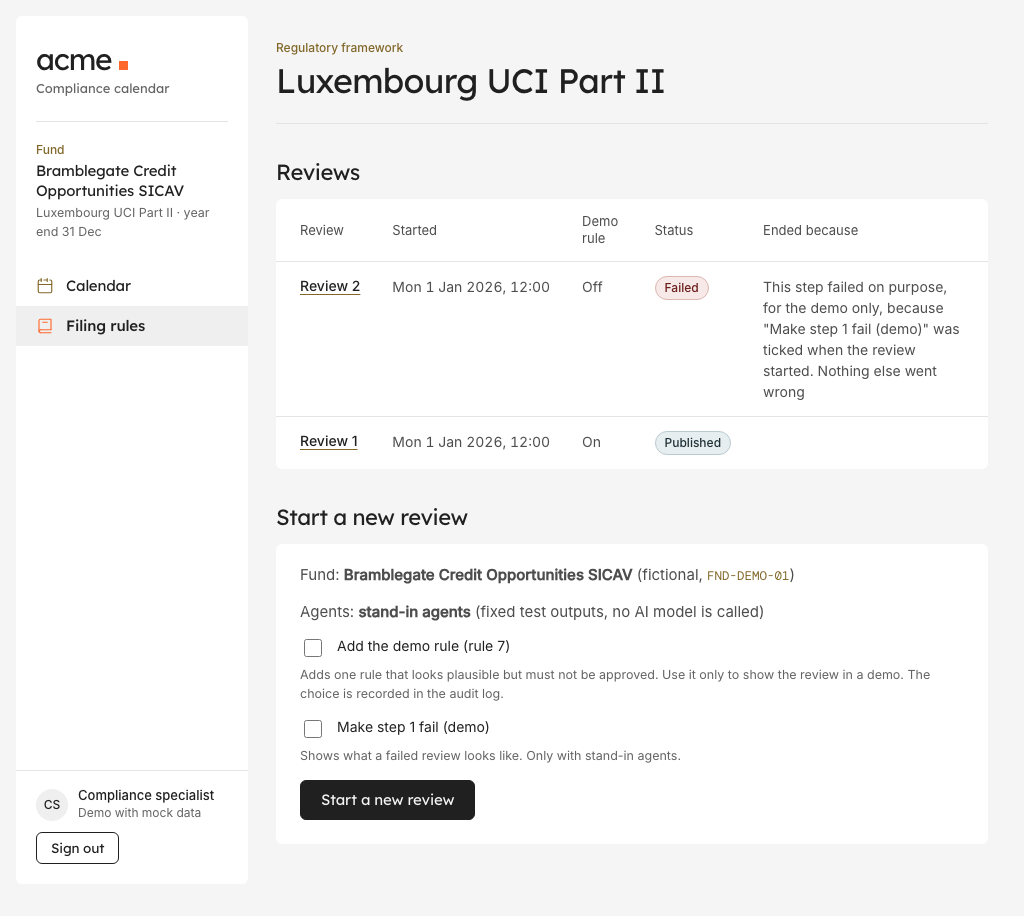 acme
Compliance calendar
Fund
Bramblegate Credit
Opportunities SICAV
Luxembourg UCI Part II · year
end 31 Dec
Calendar
Filing rules
CS
Compliance specialist
Demo with mock data
Sign out
Regulatory framework
Luxembourg UCI Part II
Reviews
Review Started Demo rule Status Ended because
Review 2 Mon 1 Jan 2026, 12:00 Off Failed This step failed on purpose,
for the demo only, because
"Make step 1 fail (demo)" was
ticked when the review
started. Nothing else went
wrong
Review 1 Mon 1 Jan 2026, 12:00 On Published
Start a new review
Fund: Bramblegate Credit Opportunities SICAV (fictional, FND-DEMO-01)
Agents: stand-in agents (fixed test outputs, no AI model is called)
Add the demo rule (rule 7)
Adds one rule that looks plausible but must not be approved. Use it only to show the review in a demo. The
choice is recorded in the audit log.
Make step 1 fail (demo)
Shows what a failed review looks like. Only with stand-in agents.
Start a new review